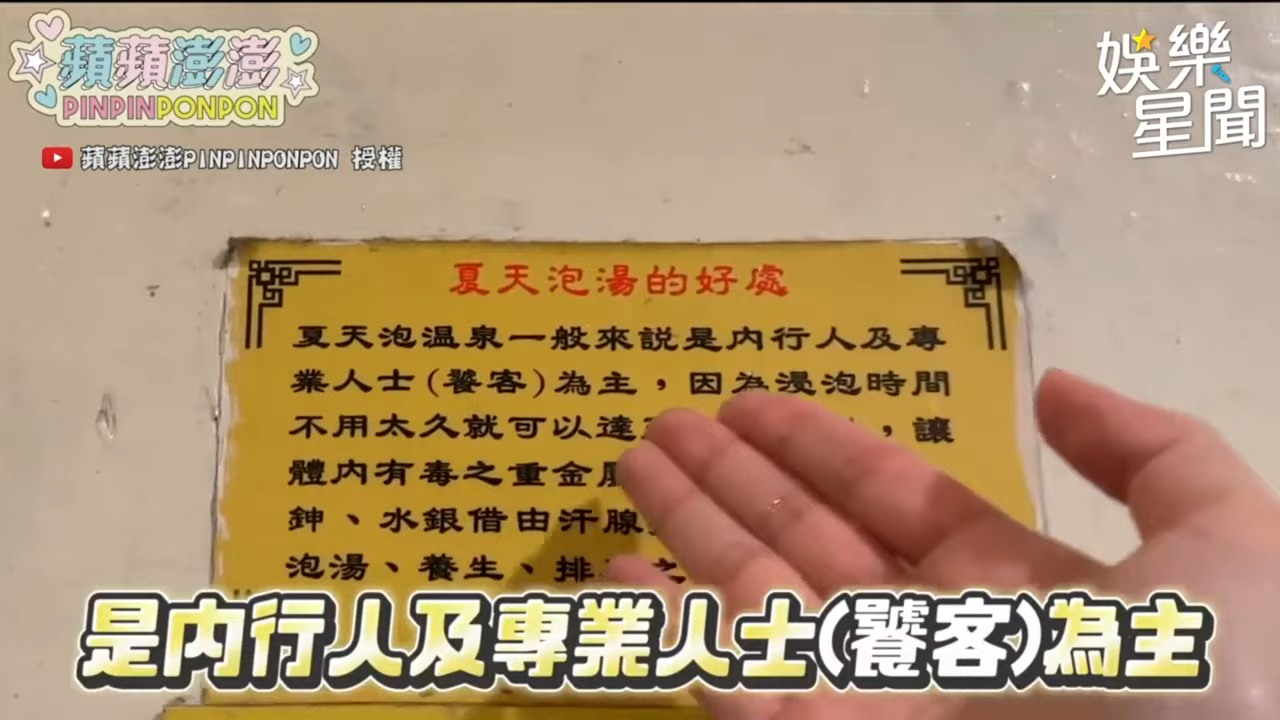 蘋蘋澎澎
PINPINPONPON
娛樂
星聞
蘋蘋澎澎PINPINPONPON 授權
夏天泡湯的好處
夏天泡温泉一般來説是內行人及專
業人士(饕客)為主,因為浸泡時間
不用太久就可以達
,讓
體內有毒之重金
鉮、水銀借由汗腺
泡湯、養生、排
之
是內行人及專業人士(饕客)為主